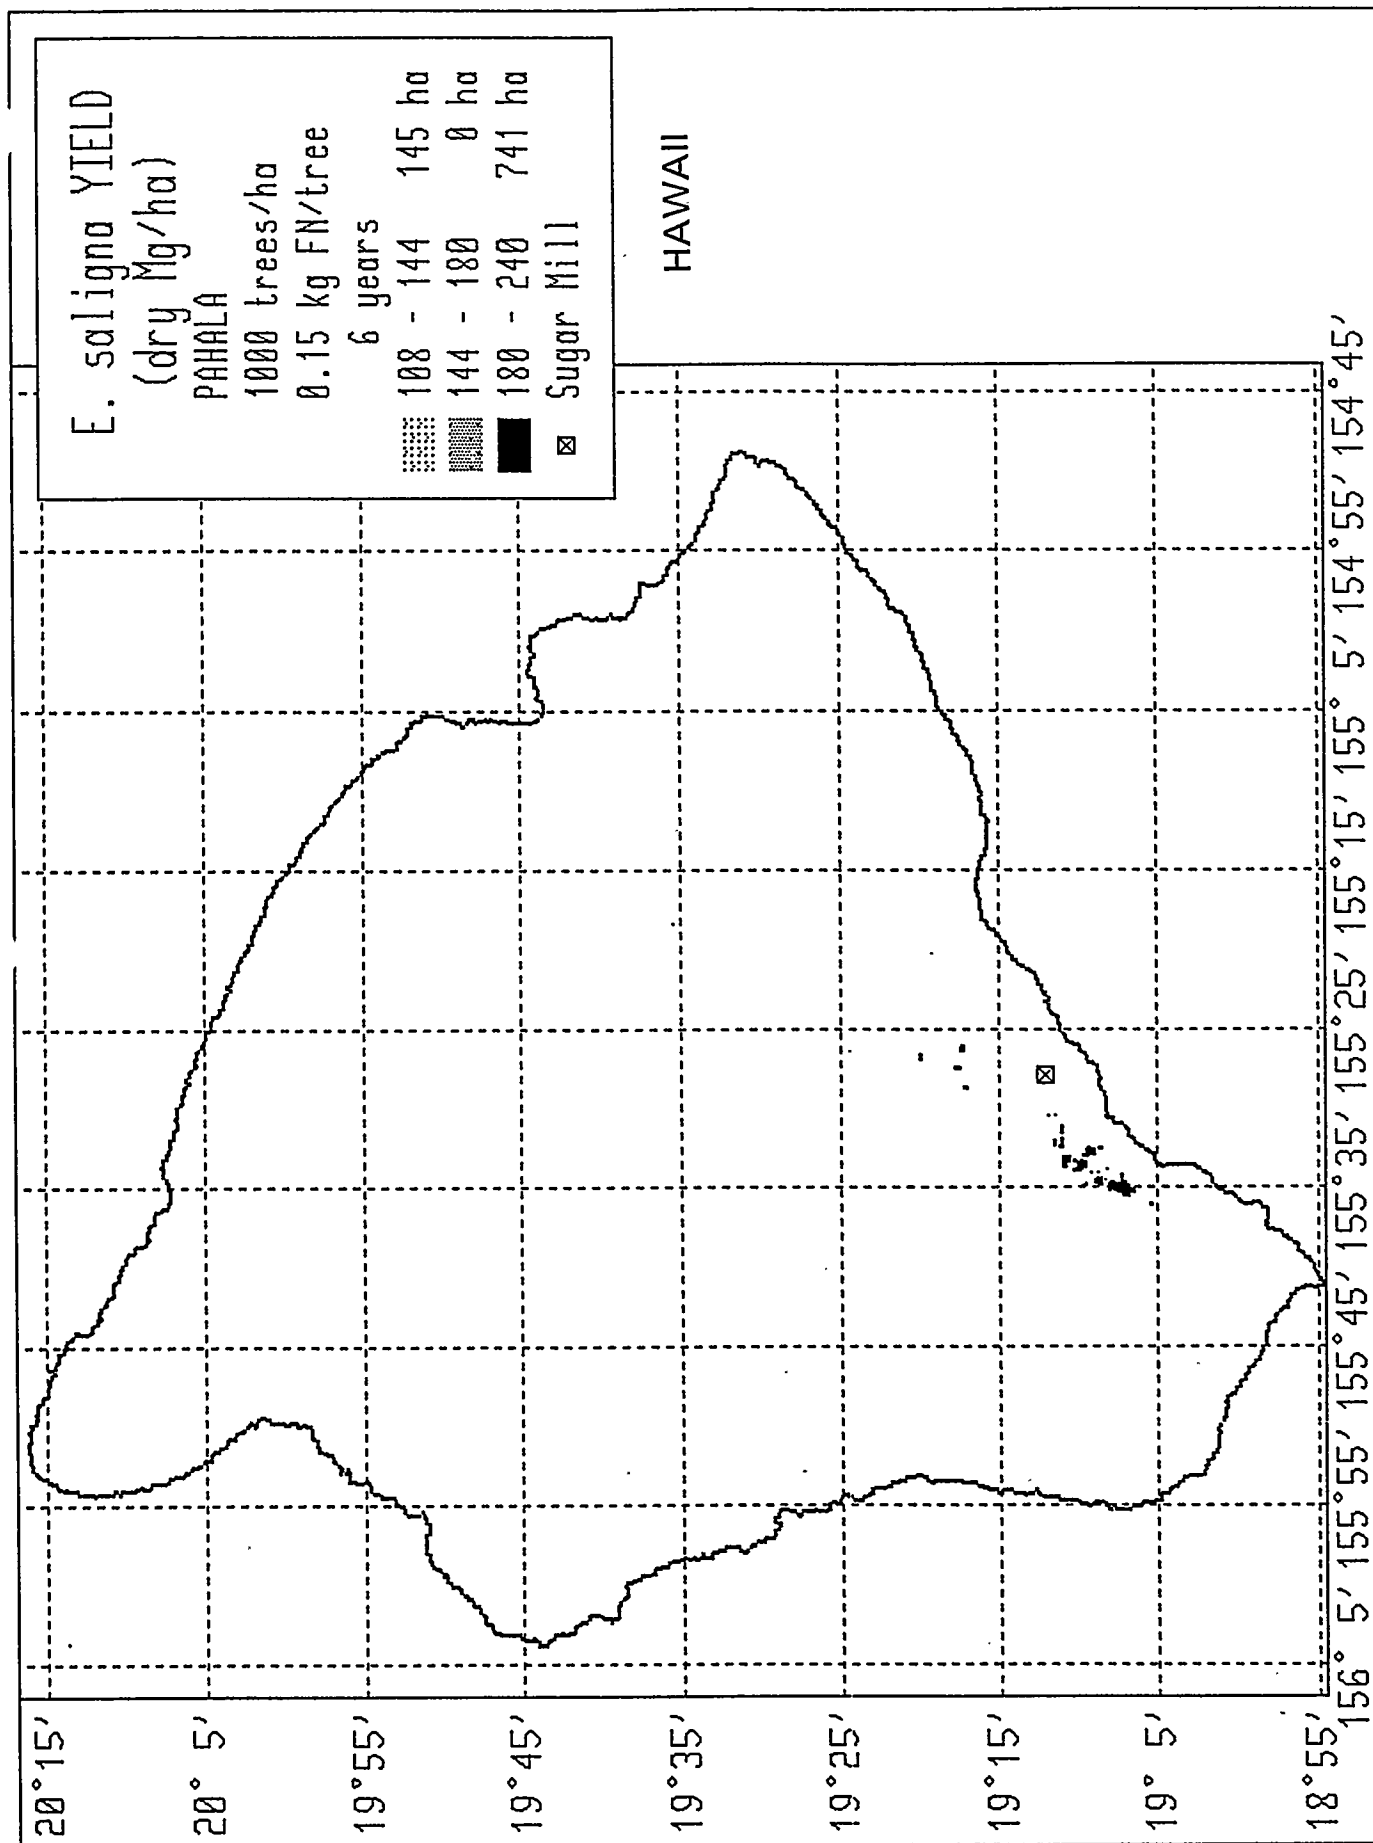 E. saligna YIELD
(dry Mg/ha)
PAHALA
1000 trees/ha
0.15 kg FN/tree
6 years
108 - 144 145 ha
144 - 180 0 ha
180 - 240 741 ha
Sugar Mill
HAWAII
20°15′
20° 5′
19°55′
19°45′
19°35′
19°25′
19°15′
19° 5′
18°55′
156° 5′ 155°55′ 155°45′ 155°35′ 155°25′ 155°15′ 155° 5′ 154°55′ 154°45′